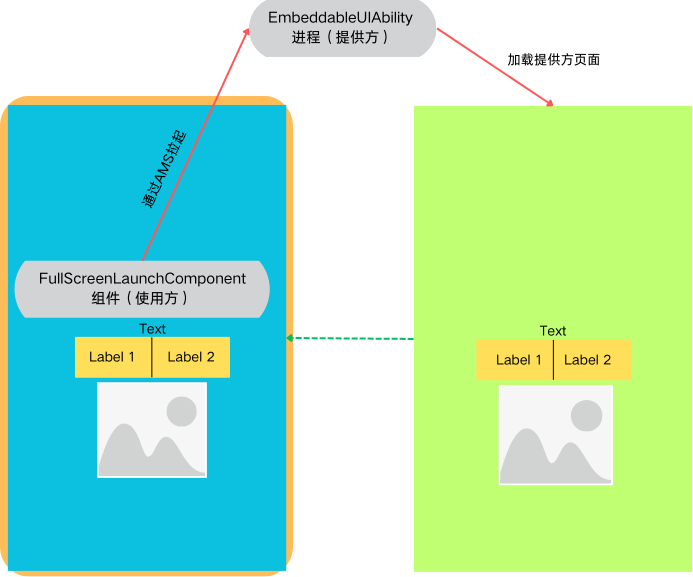 EmbeddableUIAbility
进程（提供方）
加载提供方页面
通过AMS拉起
FullScreenLaunchComponent
组件（使用方）
Text
Label 1
Label 2
Text
Label 1
Label 2